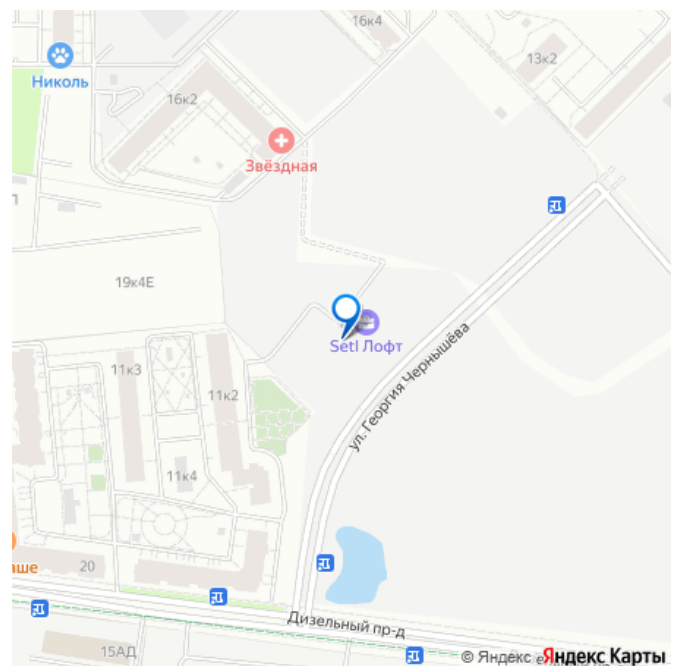 16к4
13к2
Николь
16к2
Звёздная
19к4Е
Setl Лофт
ул. Георгия Чернышёва
11к3
11к2
11к4
аше
20
Дизельный пр-д
15АД
© Яндекс
Яндекс Карты